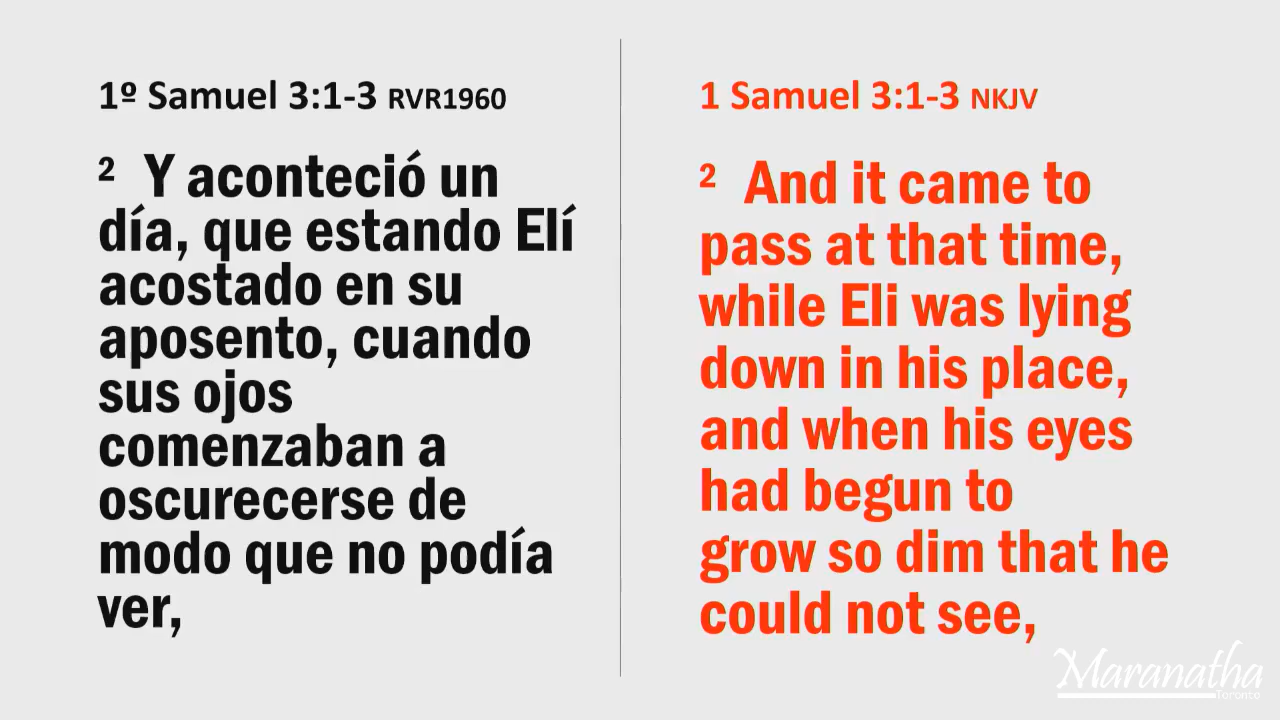 1º Samuel 3:1-3 RVR1960
2 Y aconteció un
día, que estando Elí
acostado en su
aposento, cuando
sus ojos
comenzaban a
oscurecerse de
modo que no podía
ver,
1 Samuel 3:1-3 NKJV
2 And it came to
pass at that time,
while Eli was lying
down in his place,
and when his eyes
had begun to
grow so dim that he
could not see,
Maranatha
Toronto